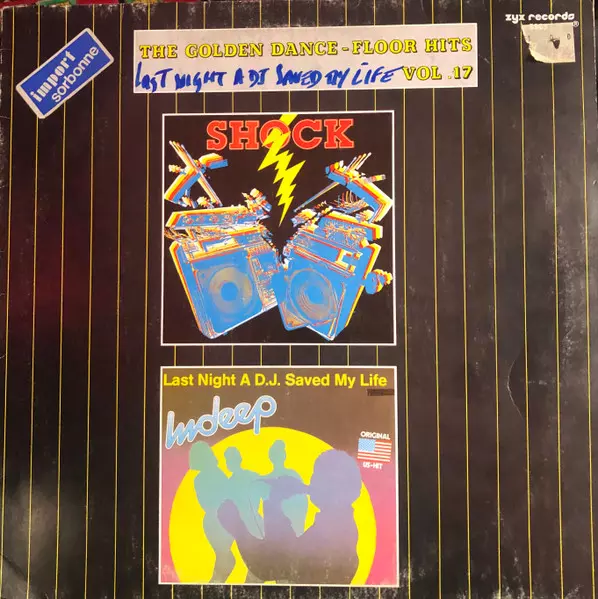 zyx records
import
sorbonne
THE GOLDEN DANCE-FLOOR HITS
LAST NIGHT A DJ SAVED MY LIFE VOL.17
SHOCK
Last Night A D.J. Saved My Life
Indeep
ORIGINAL
US-HIT